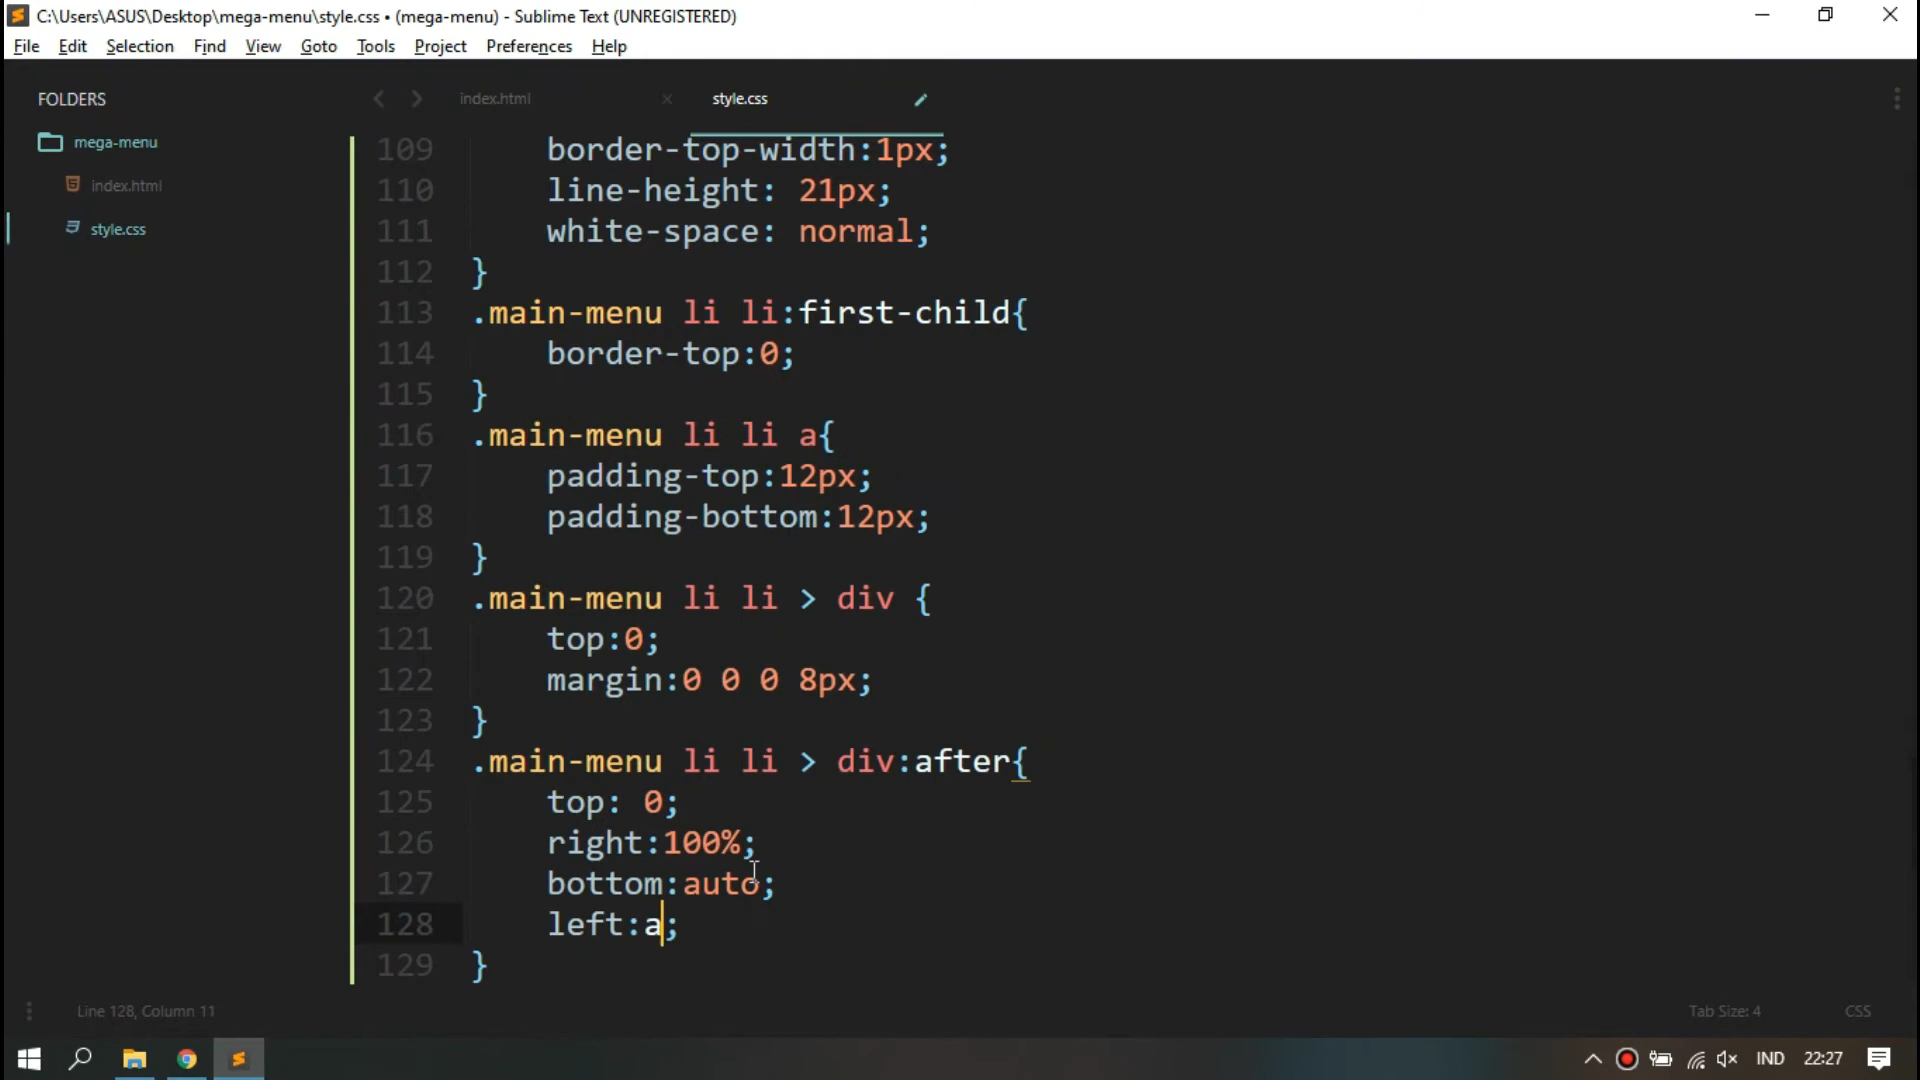 C:\Users\ASUS\Desktop\mega-menu\style.css • (mega-menu) - Sublime Text (UNREGISTERED)
File Edit Selection Find View Goto Tools Project Preferences Help
FOLDERS
mega-menu
index.html
style.css
index.html
style.css
109 border-top-width:1px;
110 line-height: 21px;
111 white-space: normal;
112 }
113 .main-menu li li:first-child{
114 border-top:0;
115 }
116 .main-menu li li a{
117 padding-top:12px;
118 padding-bottom:12px;
119 }
120 .main-menu li li > div {
121 top:0;
122 margin:0 0 0 8px;
123 }
124 .main-menu li li > div:after{
125 top: 0;
126 right:100%;
127 bottom:auto;
128 left:a;
129 }
Line 128, Column 11
Tab Size: 4
CSS
IND
22:27